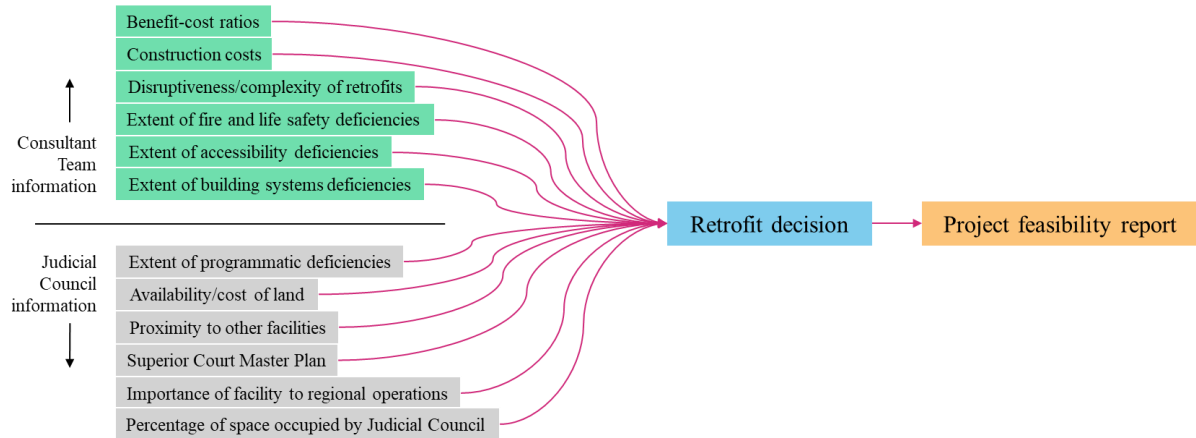 Benefit-cost ratios
Construction costs
Disruptiveness/complexity of retrofits
Extent of fire and life safety deficiencies
Extent of accessibility deficiencies
Extent of building systems deficiencies
Consultant
Team
information
Judicial
Council
information
Extent of programmatic deficiencies
Availability/cost of land
Proximity to other facilities
Superior Court Master Plan
Importance of facility to regional operations
Percentage of space occupied by Judicial Council
Retrofit decision
Project feasibility report